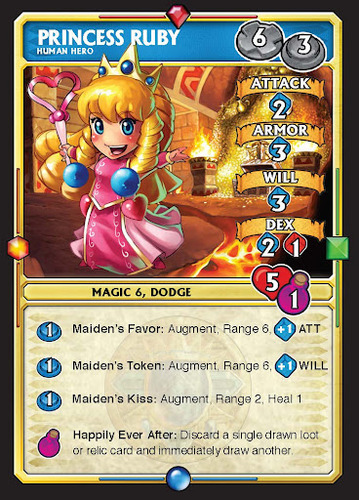 PRINCESS RUBY
HUMAN HERO
6 3
ATTACK
2
ARMOR
3
WILL
3
DEX
2 1
5
1
MAGIC 6, DODGE
1 Maiden's Favor: Augment, Range 6, +1 ATT
1 Maiden's Token: Augment, Range 6, +1 WILL
1 Maiden's Kiss: Augment, Range 2, Heal 1
Happily Ever After: Discard a single drawn loot
or relic card and immediately draw another.